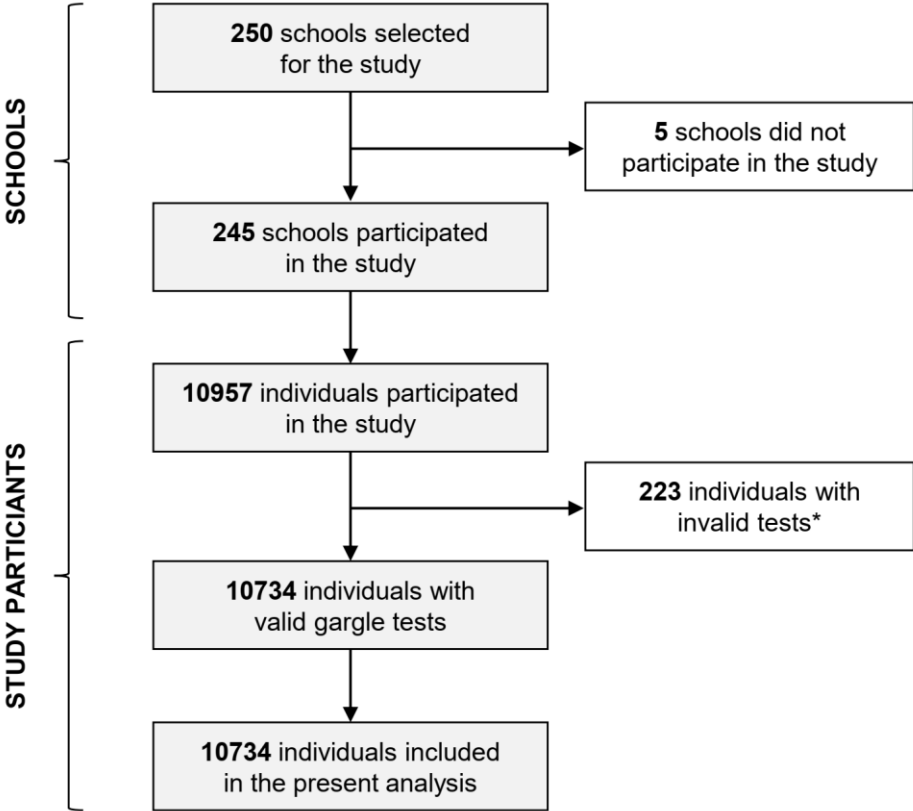 SCHOOLS
250 schools selected
for the study
5 schools did not
participate in the study
245 schools participated
in the study
STUDY PARTICIANTS
10957 individuals participated
in the study
223 individuals with
invalid tests*
10734 individuals with
valid gargle tests
10734 individuals included
in the present analysis